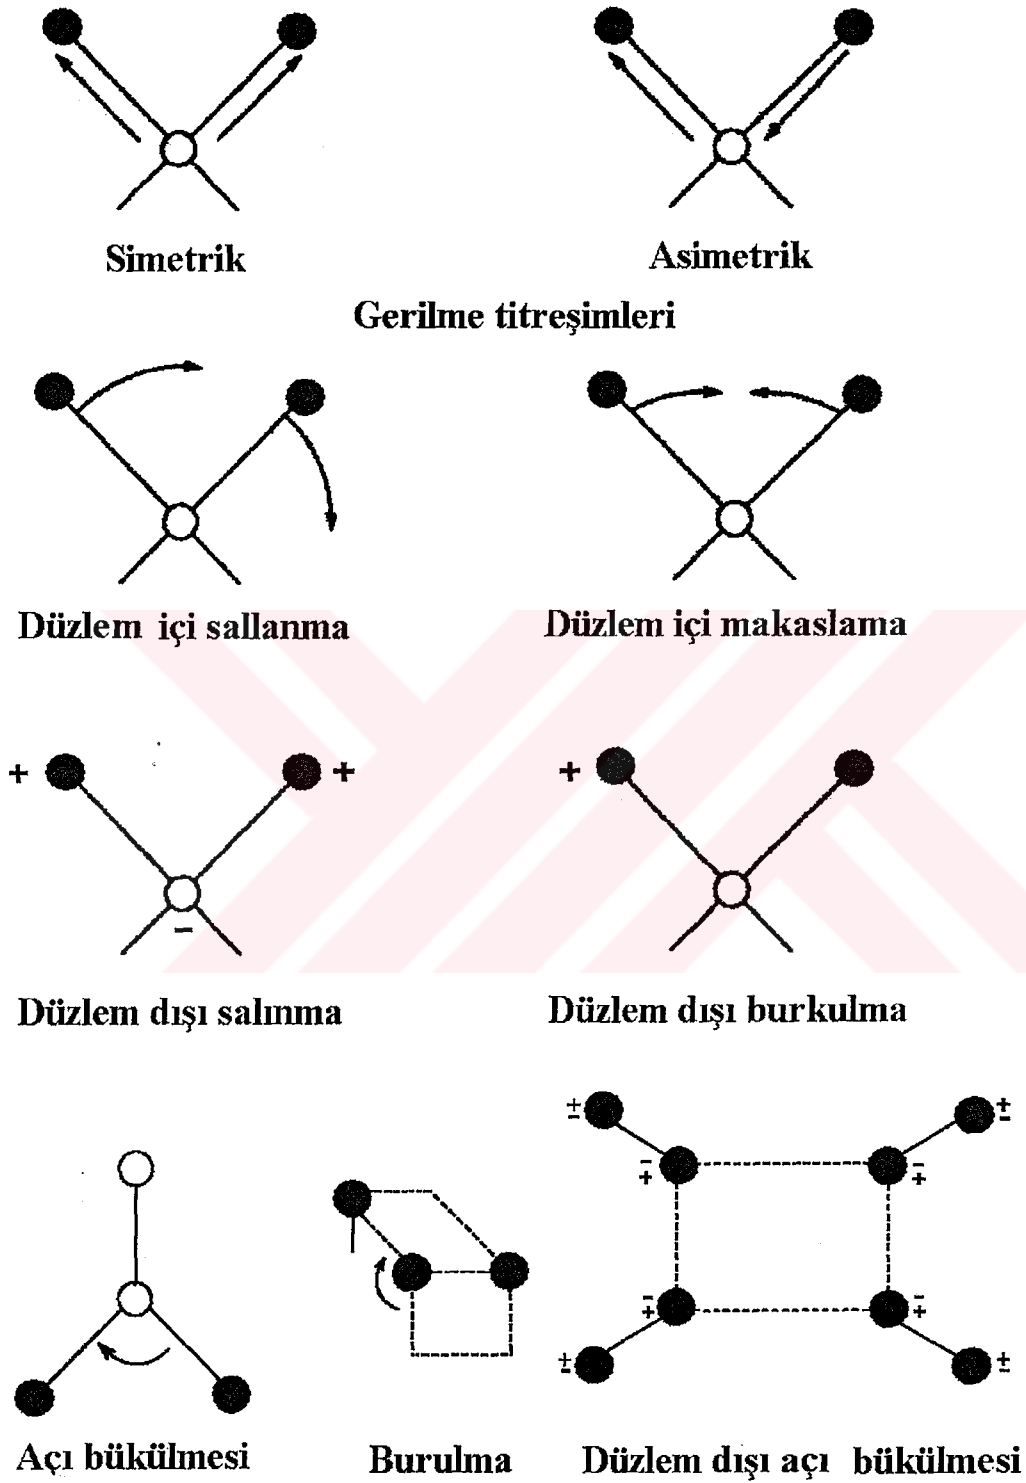 Simetrik Asimetrik
Gerilme titreşimleri
Düzlem içi sallanma Düzlem içi makaslama
+ + +
−
Düzlem dışı salınma Düzlem dışı burkulma
± ±
∓ ∓
∓ ∓
± ±
Açı bükülmesi Burulma Düzlem dışı açı bükülmesi